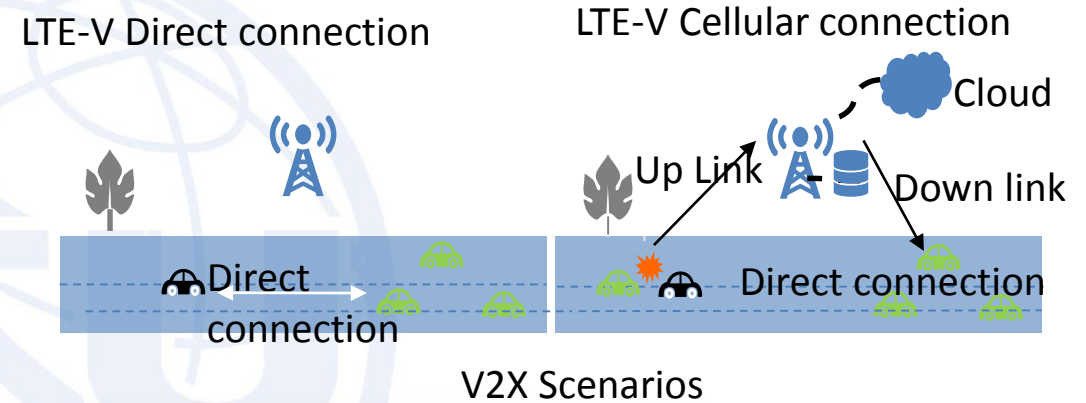 LTE-V Direct connection
LTE-V Cellular connection
Cloud
Up Link
Down link
Direct
connection
Direct connection
V2X Scenarios